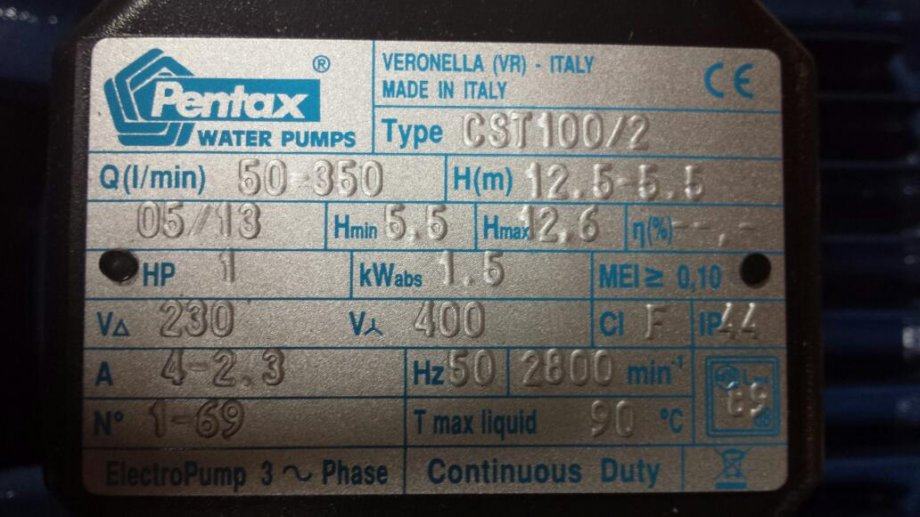 Pentax ®
WATER PUMPS
VERONELLA (VR) - ITALY
MADE IN ITALY
CE
Type CST100/2
Q(l/min) 50-350 H(m) 12.5-5.5
05/13 Hmin 5.5 Hmax 12,6 η(%) --,-
HP 1 kWabs 1.5 MEI ≥ 0,10
V∆ 230 V⅄ 400 Cl F IP 44
A 4-2.3 Hz 50 2800 min⁻¹
N° 1-69 T max liquid 90 °C
ElectroPump 3 ~ Phase Continuous Duty